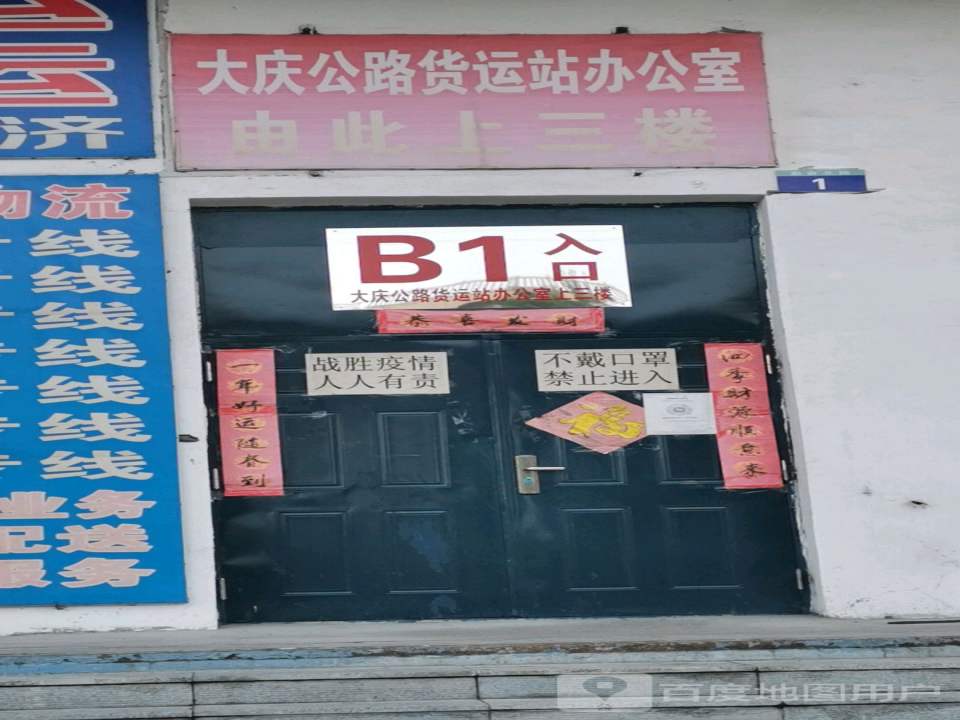 大庆公路货运站办公室
由此上三楼
1
B1 入口
大庆公路货运站办公室上三楼
恭喜发财
战胜疫情
人人有责
不戴口罩
禁止进入
一年好运随春到
四季财源顺意来
福
济
物流
线
线
线
线
线
线
线
业务
配送
服务
百度地图用户